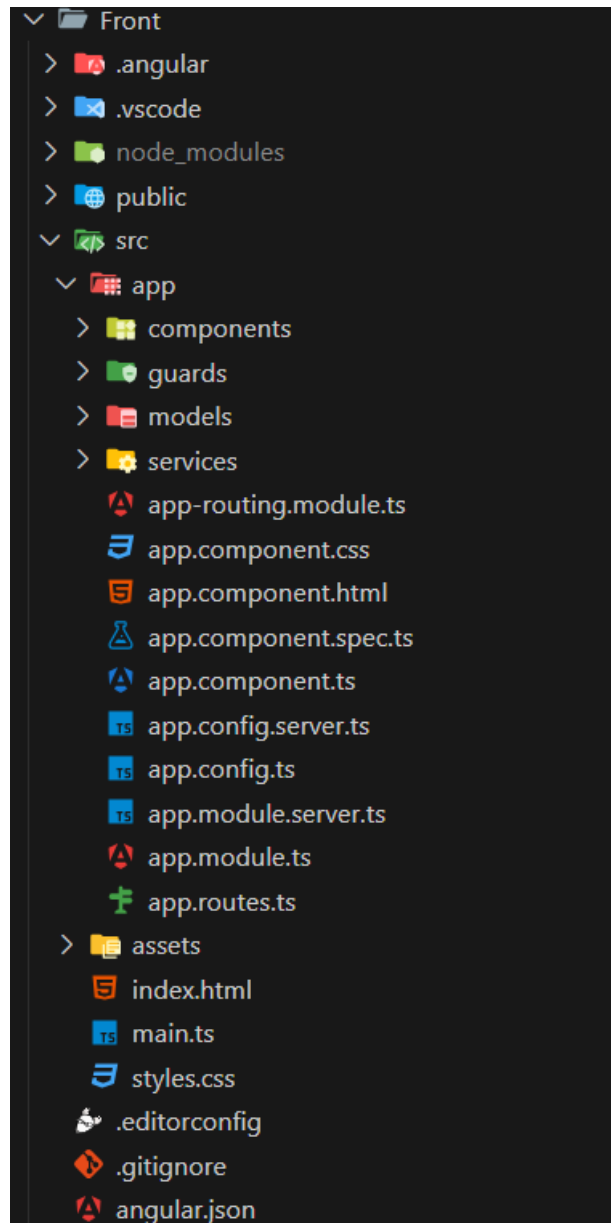 Front
.angular
.vscode
node_modules
public
src
app
components
guards
models
services
app-routing.module.ts
app.component.css
app.component.html
app.component.spec.ts
app.component.ts
app.config.server.ts
app.config.ts
app.module.server.ts
app.module.ts
app.routes.ts
assets
index.html
main.ts
styles.css
.editorconfig
.gitignore
angular.json